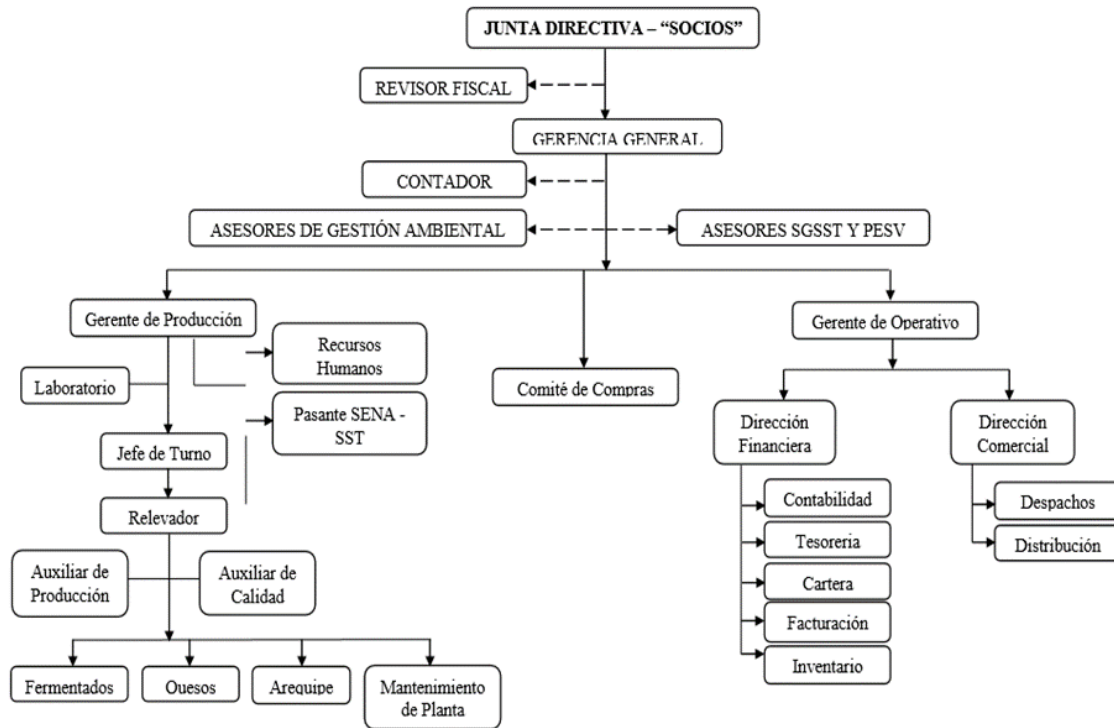 JUNTA DIRECTIVA – “SOCIOS”
REVISOR FISCAL
GERENCIA GENERAL
CONTADOR
ASESORES DE GESTIÓN AMBIENTAL
ASESORES SGSST Y PESV
Gerente de Producción
Gerente de Operativo
Recursos
Humanos
Laboratorio
Comité de Compras
Pasante SENA -
SST
Dirección
Financiera
Dirección
Comercial
Jefe de Turno
Relevador
Contabilidad
Despachos
Tesoreria
Distribución
Auxiliar de
Producción
Auxiliar de
Calidad
Cartera
Facturación
Inventario
Fermentados
Quesos
Arequipe
Mantenimiento
de Planta